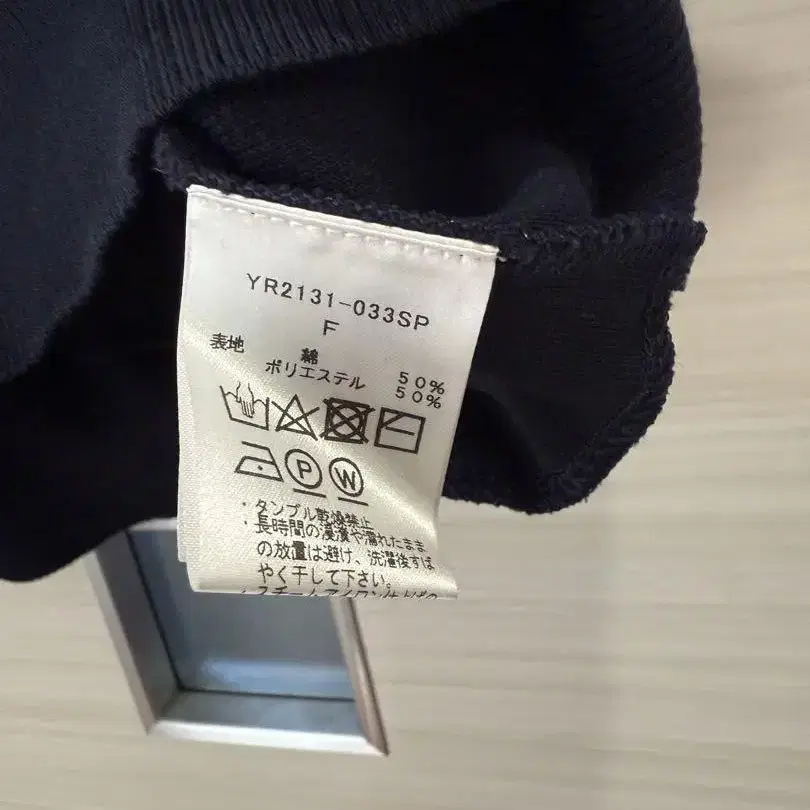 YR2131-033SP
F
表地 綿 50%
ポリエステル 50%
P W
・タンブル乾燥禁止
・長時間の浸漬や濡れたまま
の放置は避け、洗濯後すば
やく干して下さい。